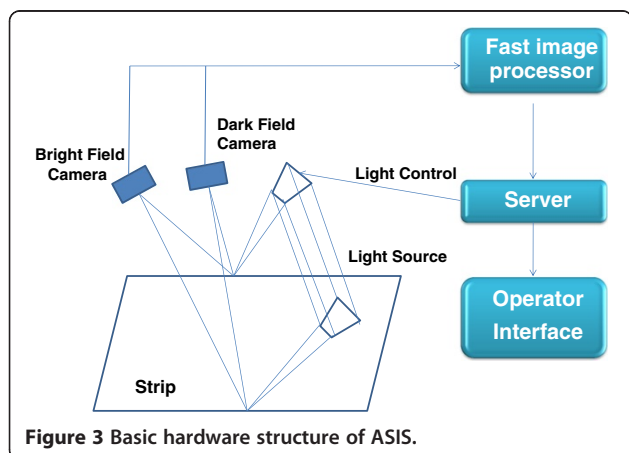 Fast image
processor
Dark Field
Camera
Bright Field
Camera
Light Control
Server
Light Source
Operator
Interface
Strip
Figure 3 Basic hardware structure of ASIS.